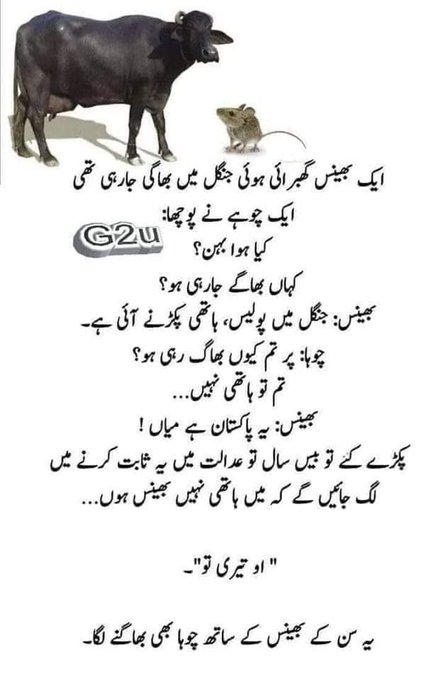 ایک بھینس گھبرائی ہوئی جنگل میں بھاگی جارہی تھی
ایک چوہے نے پوچھا:
G2u
کیا ہوا بہن؟
کہاں بھاگے جارہی ہو؟
بھینس: جنگل میں پولیس، ہاتھی پکڑنے آئی ہے۔
چوہا: پر تم کیوں بھاگ رہی ہو؟
تم تو ہاتھی نہیں...
بھینس: یہ پاکستان ہے میاں !
پکڑے گئے تو بیس سال تو عدالت میں یہ ثابت کرنے میں
لگ جائیں گے کہ میں ہاتھی نہیں بھینس ہوں...
" او تیری تو"۔
یہ سن کے بھینس کے ساتھ چوہا بھی بھاگنے لگا۔